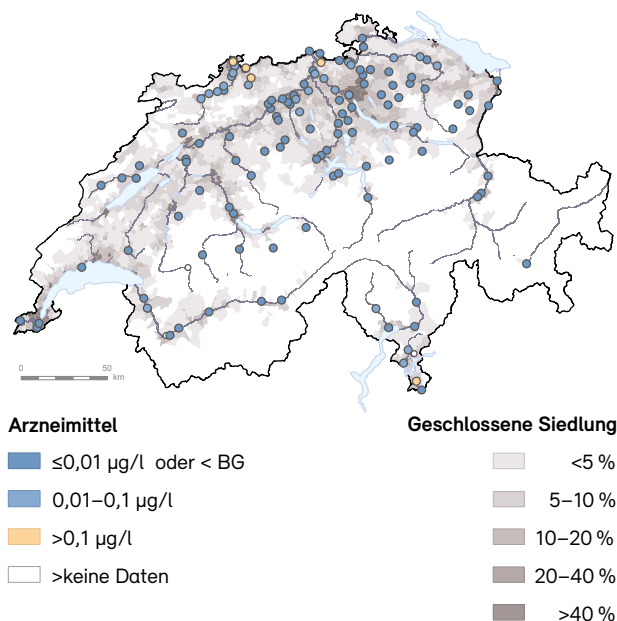 0 50
km
Arzneimittel
≤0,01 µg/l oder < BG
0,01–0,1 µg/l
>0,1 µg/l
>keine Daten
Geschlossene Siedlung
<5 %
5–10 %
10–20 %
20–40 %
>40 %